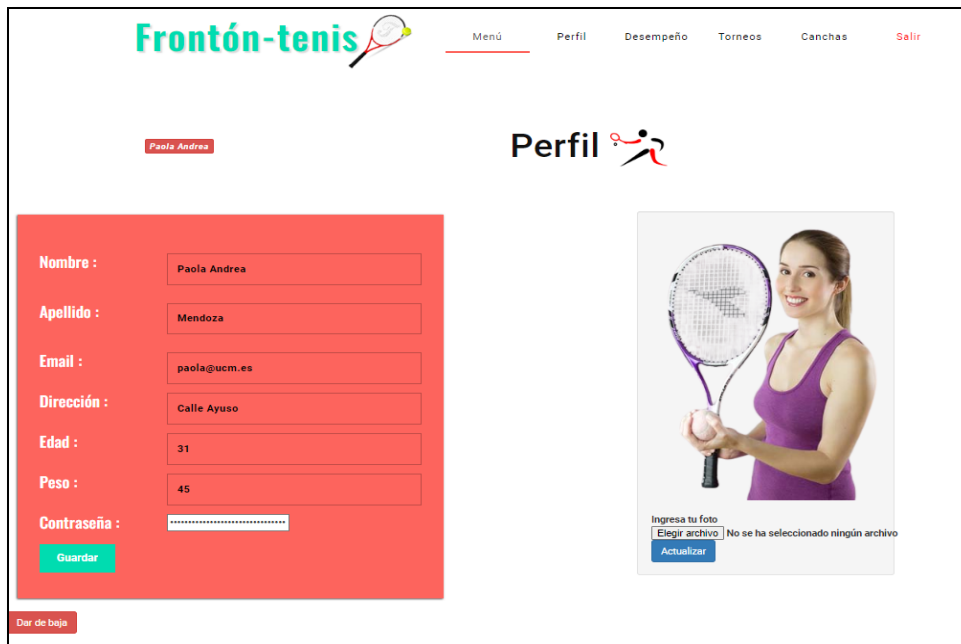 Frontón-tenis
Menú Perfil Desempeño Torneos Canchas Salir
Paola Andrea
Perfil
Nombre : Paola Andrea
Apellido : Mendoza
Email : paola@ucm.es
Dirección : Calle Ayuso
Edad : 31
Peso : 45
Contraseña : ································
Guardar
Ingresa tu foto
Elegir archivo No se ha seleccionado ningún archivo
Actualizar
Dar de baja